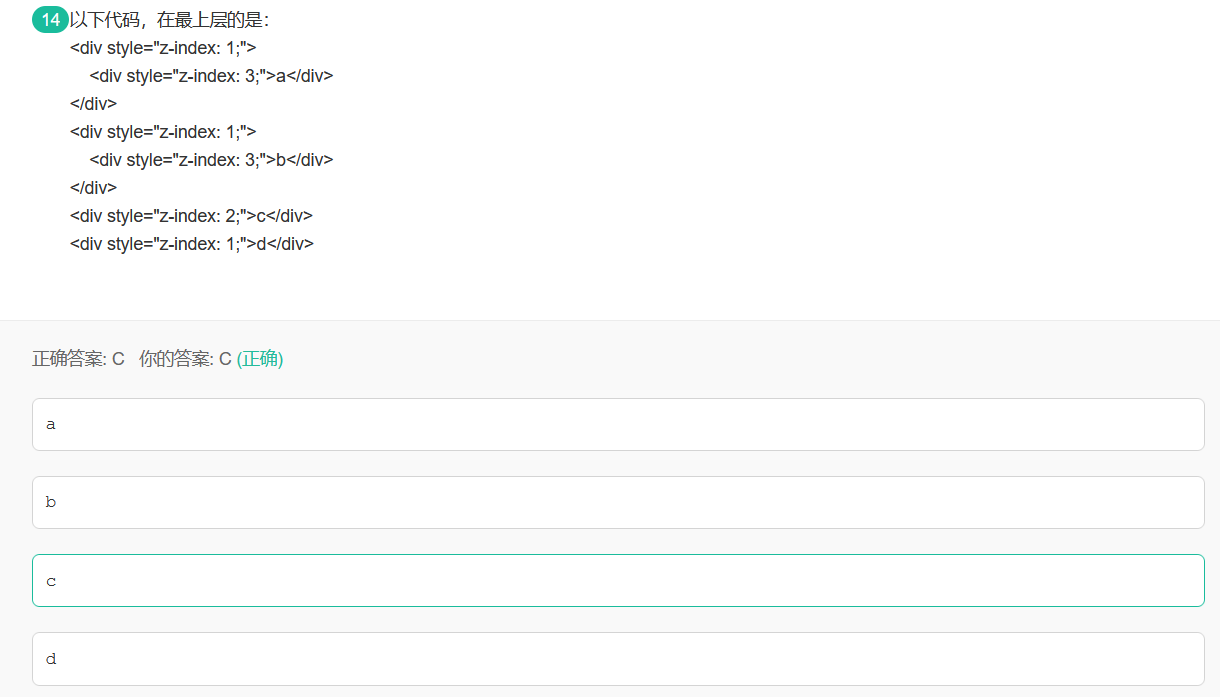 14 以下代码，在最上层的是：
<div style="z-index: 1;">
    <div style="z-index: 3;">a</div>
</div>
<div style="z-index: 1;">
    <div style="z-index: 3;">b</div>
</div>
<div style="z-index: 2;">c</div>
<div style="z-index: 1;">d</div>
正确答案: C 你的答案: C (正确)
a
b
c
d